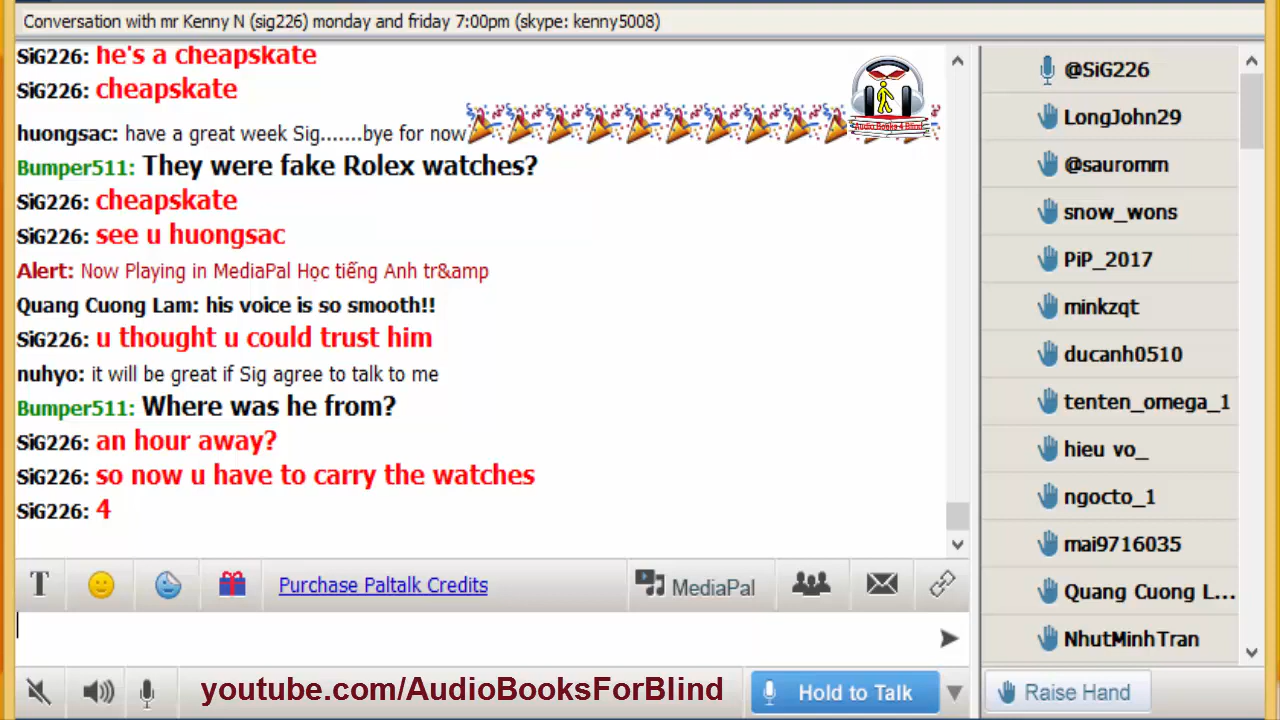 Conversation with mr Kenny N (sig226) monday and friday 7:00pm (skype: kenny5008)
SiG226: he's a cheapskate
SiG226: cheapskate
huongsac: have a great week Sig.......bye for now
Audio Books 4 Blind
Bumper511: They were fake Rolex watches?
SiG226: cheapskate
SiG226: see u huongsac
Alert: Now Playing in MediaPal Học tiếng Anh tr&amp
Quang Cuong Lam: his voice is so smooth!!
SiG226: u thought u could trust him
nuhyo: it will be great if Sig agree to talk to me
Bumper511: Where was he from?
SiG226: an hour away?
SiG226: so now u have to carry the watches
SiG226: 4
T
Purchase Paltalk Credits
MediaPal
youtube.com/AudioBooksForBlind
Hold to Talk
@SiG226
LongJohn29
@sauromm
snow_wons
PiP_2017
minkzqt
ducanh0510
tenten_omega_1
hieu vo_
ngocto_1
mai9716035
Quang Cuong L...
NhutMinhTran
Raise Hand